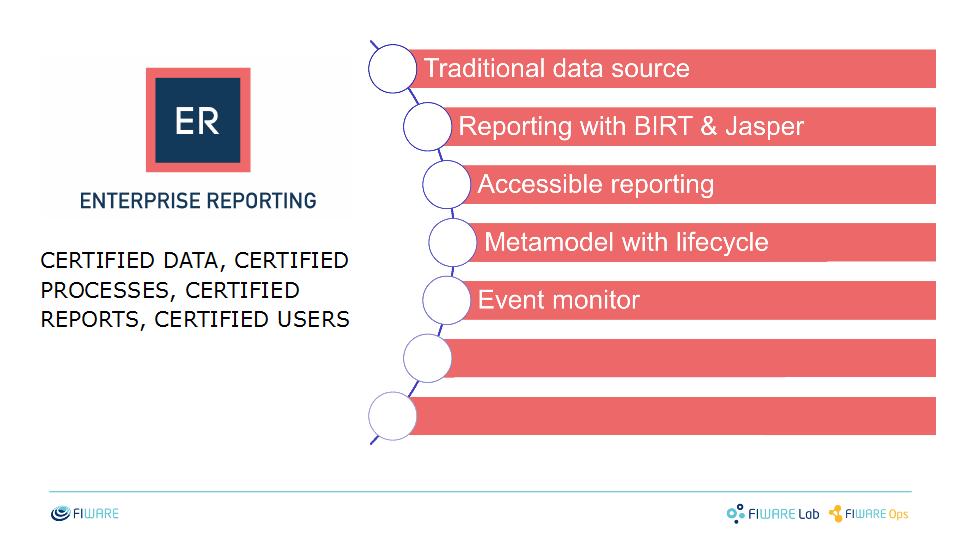 ER
ENTERPRISE REPORTING
CERTIFIED DATA, CERTIFIED
PROCESSES, CERTIFIED
REPORTS, CERTIFIED USERS
Traditional data source
Reporting with BIRT & Jasper
Accessible reporting
Metamodel with lifecycle
Event monitor
FIWARE
FIWARE Lab
FIWARE Ops